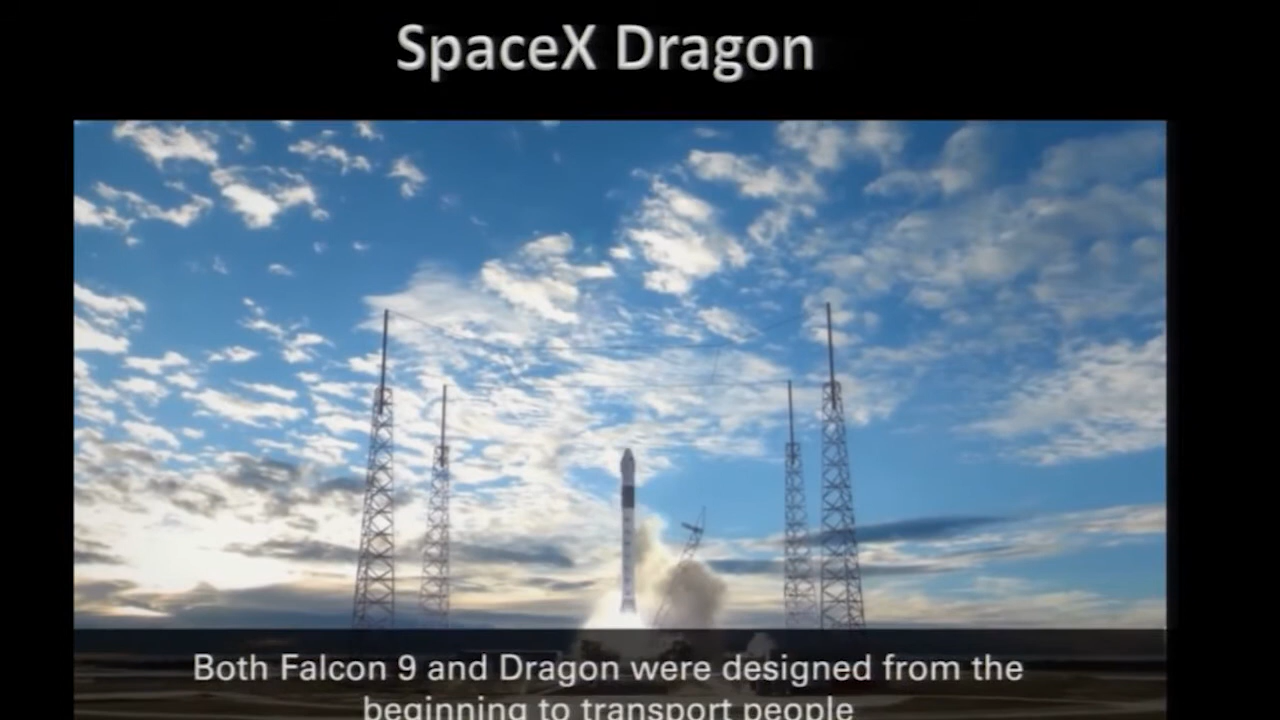 SpaceX Dragon
Both Falcon 9 and Dragon were designed from the
beginning to transport people